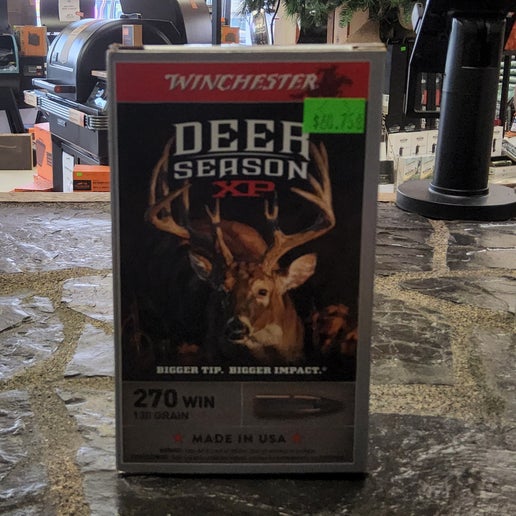 WINCHESTER
$60.75
DEER
SEASON
XP
BIGGER TIP. BIGGER IMPACT.®
270 WIN
130 GRAIN
★ MADE IN USA ★